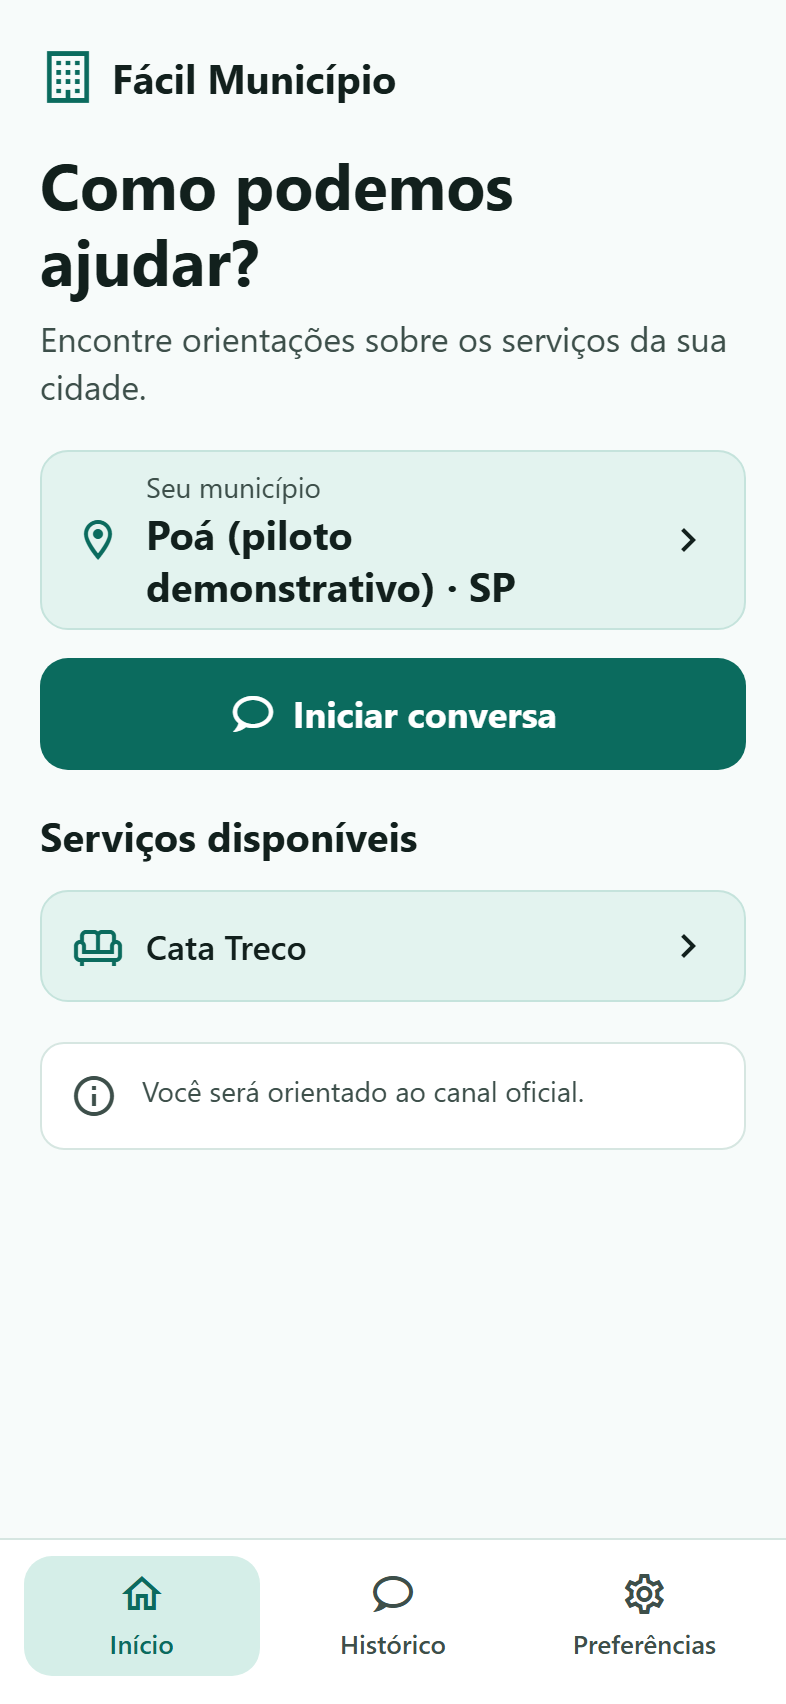 Fácil Município
Como podemos
ajudar?
Encontre orientações sobre os serviços da sua
cidade.
Seu município
Poá (piloto
demonstrativo) · SP
Iniciar conversa
Serviços disponíveis
Cata Treco
Você será orientado ao canal oficial.
Início
Histórico
Preferências